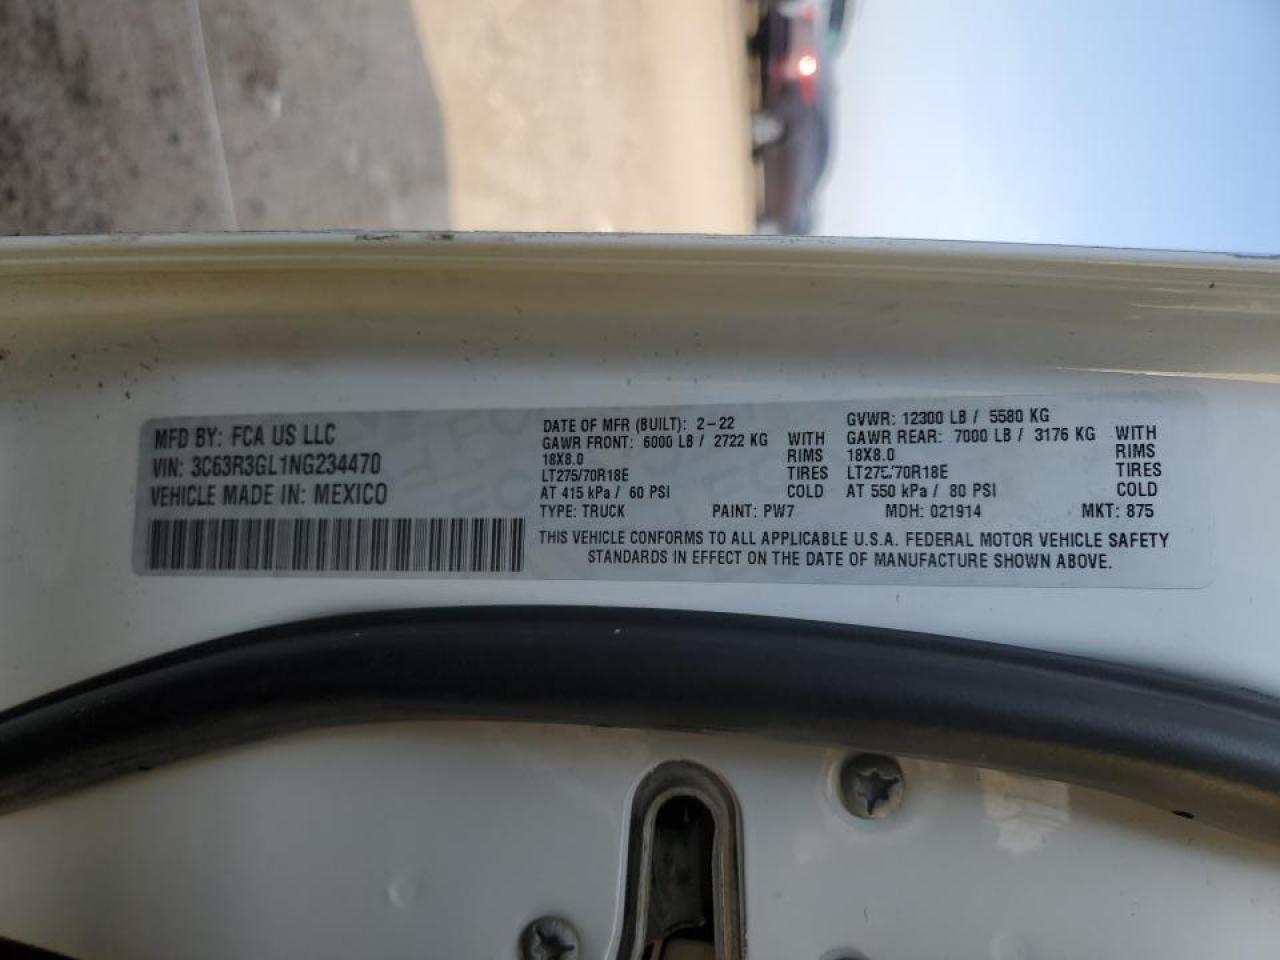 MFD BY: FCA US LLC
VIN: 3C63R3GL1NG234470
VEHICLE MADE IN: MEXICO
DATE OF MFR (BUILT): 2-22
GAWR FRONT: 6000 LB / 2722 KG WITH
18X8.0 RIMS
LT275/70R18E TIRES
AT 415 kPa / 60 PSI COLD
GVWR: 12300 LB / 5580 KG
GAWR REAR: 7000 LB / 3176 KG WITH
18X8.0 RIMS
LT275/70R18E TIRES
AT 550 kPa / 80 PSI COLD
TYPE: TRUCK PAINT: PW7 MDH: 021914 MKT: 875
THIS VEHICLE CONFORMS TO ALL APPLICABLE U.S.A. FEDERAL MOTOR VEHICLE SAFETY
STANDARDS IN EFFECT ON THE DATE OF MANUFACTURE SHOWN ABOVE.